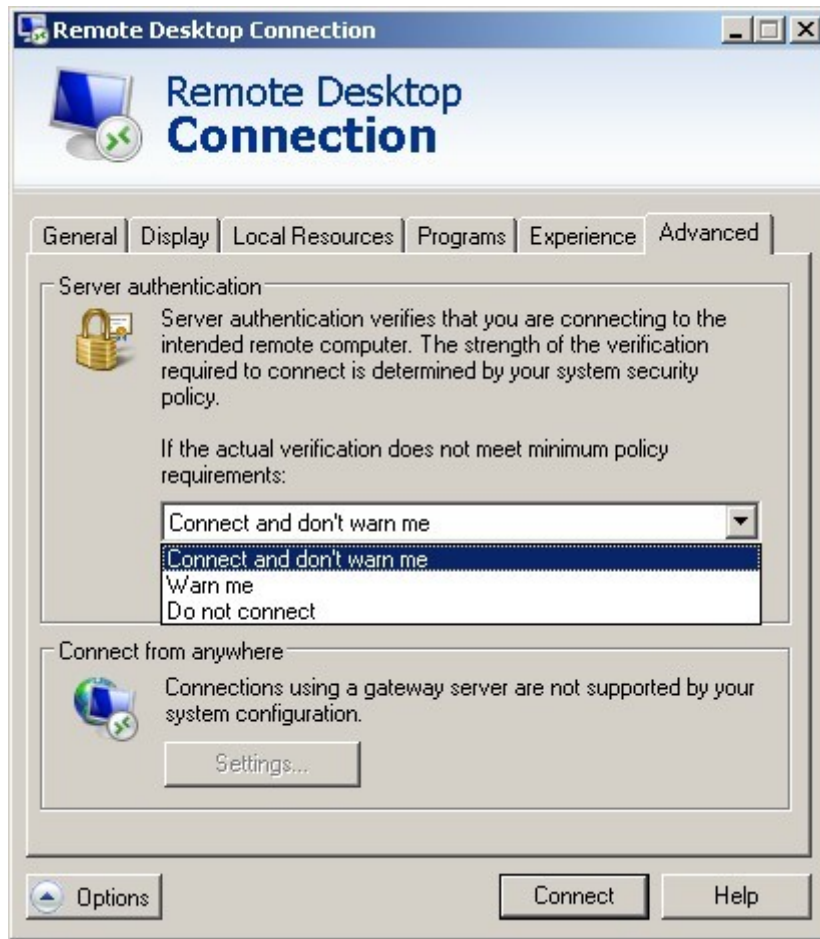 Remote Desktop Connection
Remote Desktop
Connection
General Display Local Resources Programs Experience Advanced
Server authentication
Server authentication verifies that you are connecting to the
intended remote computer. The strength of the verification
required to connect is determined by your system security
policy.
If the actual verification does not meet minimum policy
requirements:
Connect and don't warn me
Connect and don't warn me
Warn me
Do not connect
Connect from anywhere
Connections using a gateway server are not supported by your
system configuration.
Settings...
Options Connect Help